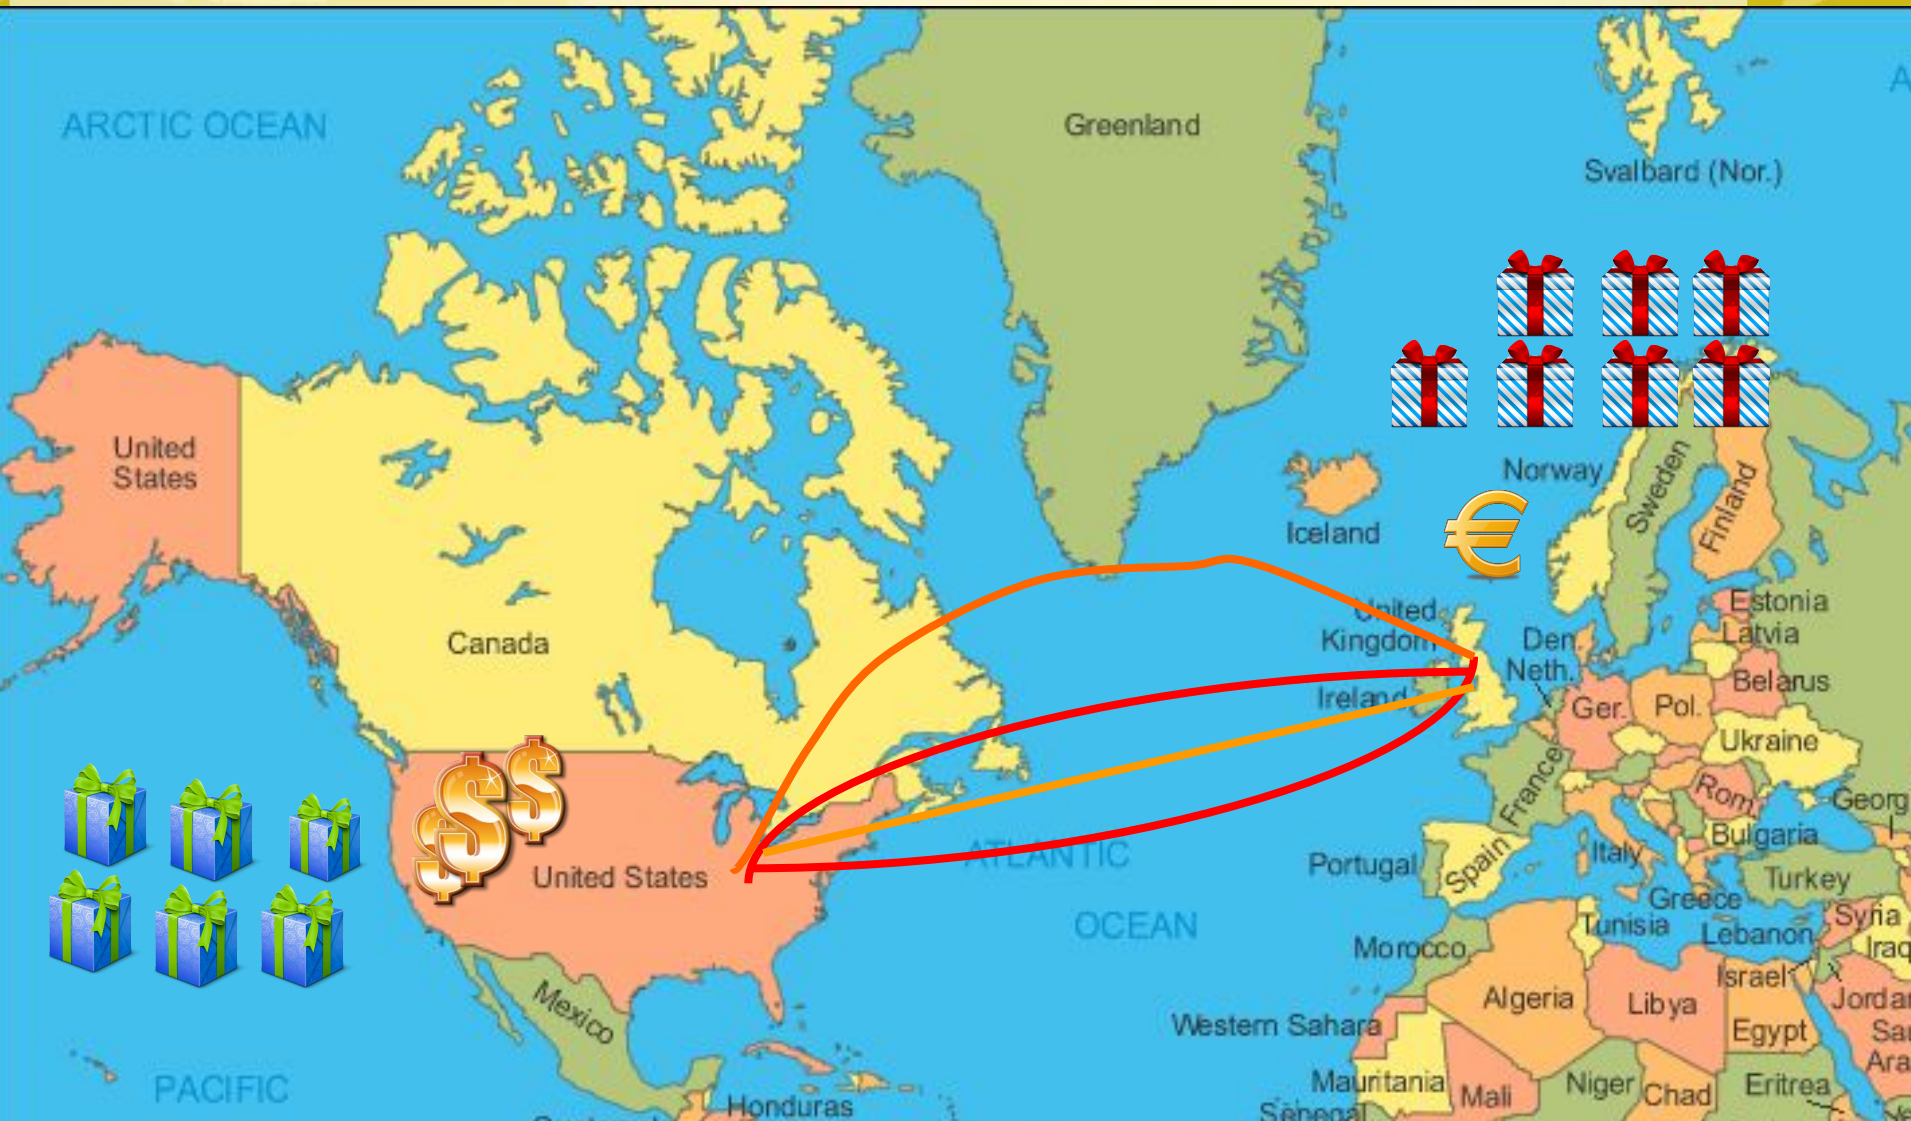 ARCTIC OCEAN
Greenland
Svalbard (Nor.)
United
States
Norway
Sweden
Finland
Iceland
€
Canada
United
Kingdom
Ireland
Den.
Neth.
Estonia
Latvia
Belarus
Ger.
Pol.
Ukraine
France
Rom.
Georg
Bulgaria
$
$
$
United States
ATLANTIC
OCEAN
Portugal
Spain
Italy
Greece
Turkey
Tunisia
Lebanon
Syria
Iraq
Morocco
Israel
Jordan
Mexico
Western Sahara
Algeria
Libya
Egypt
Sau
Ara
PACIFIC
Mauritania
Mali
Niger
Chad
Eritrea
Honduras
Senegal